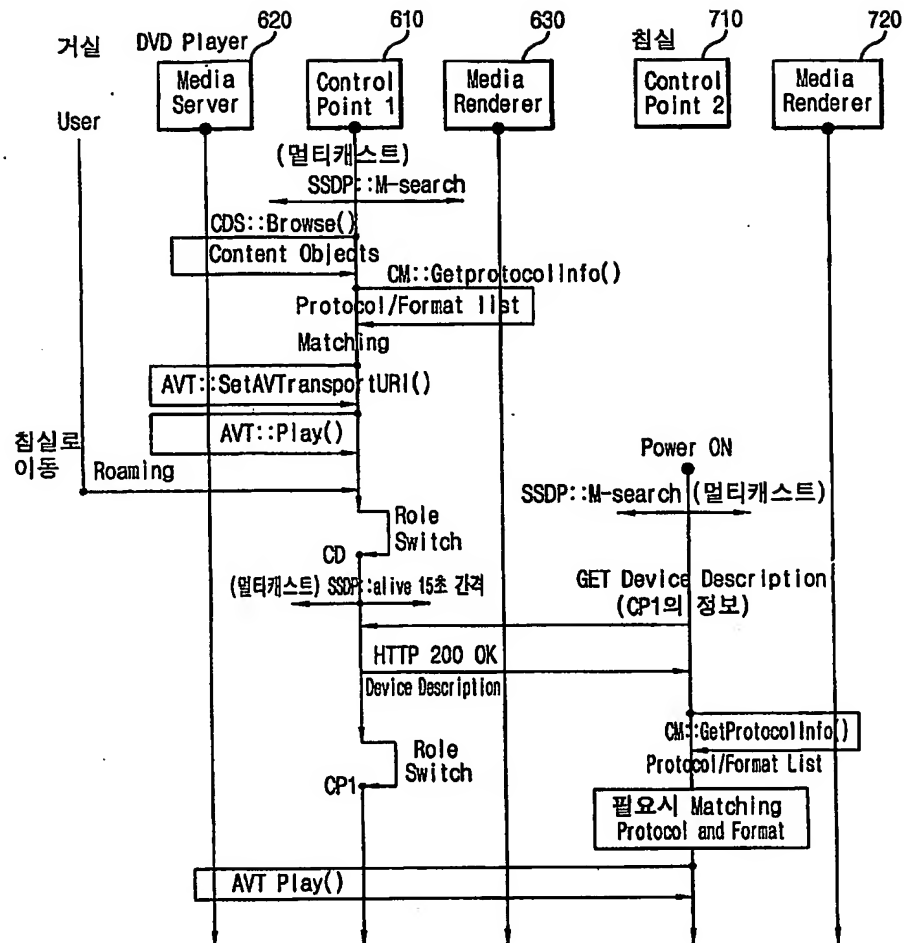 620
610
630
710
720
거실
DVD Player
침실
Media
Server
Control
Point 1
Media
Renderer
Control
Point 2
Media
Renderer
User
(멀티캐스트)
SSDP::M-search
CDS::Browse()
Content Objects
CM::GetprotocolInfo()
Protocol/Format list
Matching
AVT::SetAVTransportURI()
AVT::Play()
침실로
이동
Roaming
Power ON
SSDP::M-search (멀티캐스트)
Role
Switch
CD
(멀티캐스트) SSDP::alive 15초 간격
GET Device Description
(CP1의 정보)
HTTP 200 OK
Device Description
CM::GetProtocolInfo()
Protocol/Format List
Role
Switch
CP1
필요시 Matching
Protocol and Format
AVT Play()